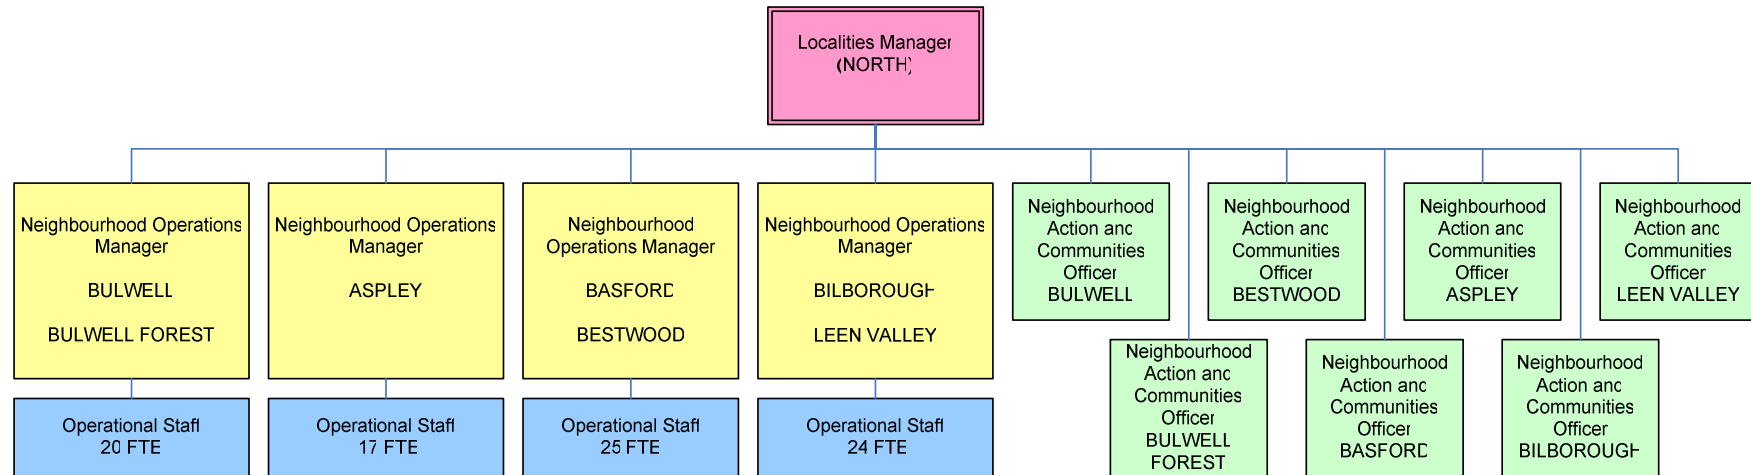 Localities Manager
(NORTH)
Neighbourhood Operations
Manager
BULWELL
BULWELL FOREST
Neighbourhood Operations
Manager
ASPLEY
Neighbourhood
Operations Manager
BASFORD
BESTWOOD
Neighbourhood Operations
Manager
BILBOROUGH
LEEN VALLEY
Neighbourhood
Action and
Communities
Officer
BULWELL
Neighbourhood
Action and
Communities
Officer
BESTWOOD
Neighbourhood
Action and
Communities
Officer
ASPLEY
Neighbourhood
Action and
Communities
Officer
LEEN VALLEY
Neighbourhood
Action and
Communities
Officer
BULWELL
FOREST
Neighbourhood
Action and
Communities
Officer
BASFORD
Neighbourhood
Action and
Communities
Officer
BILBOROUGH
Operational Staff
20 FTE
Operational Staff
17 FTE
Operational Staff
25 FTE
Operational Staff
24 FTE